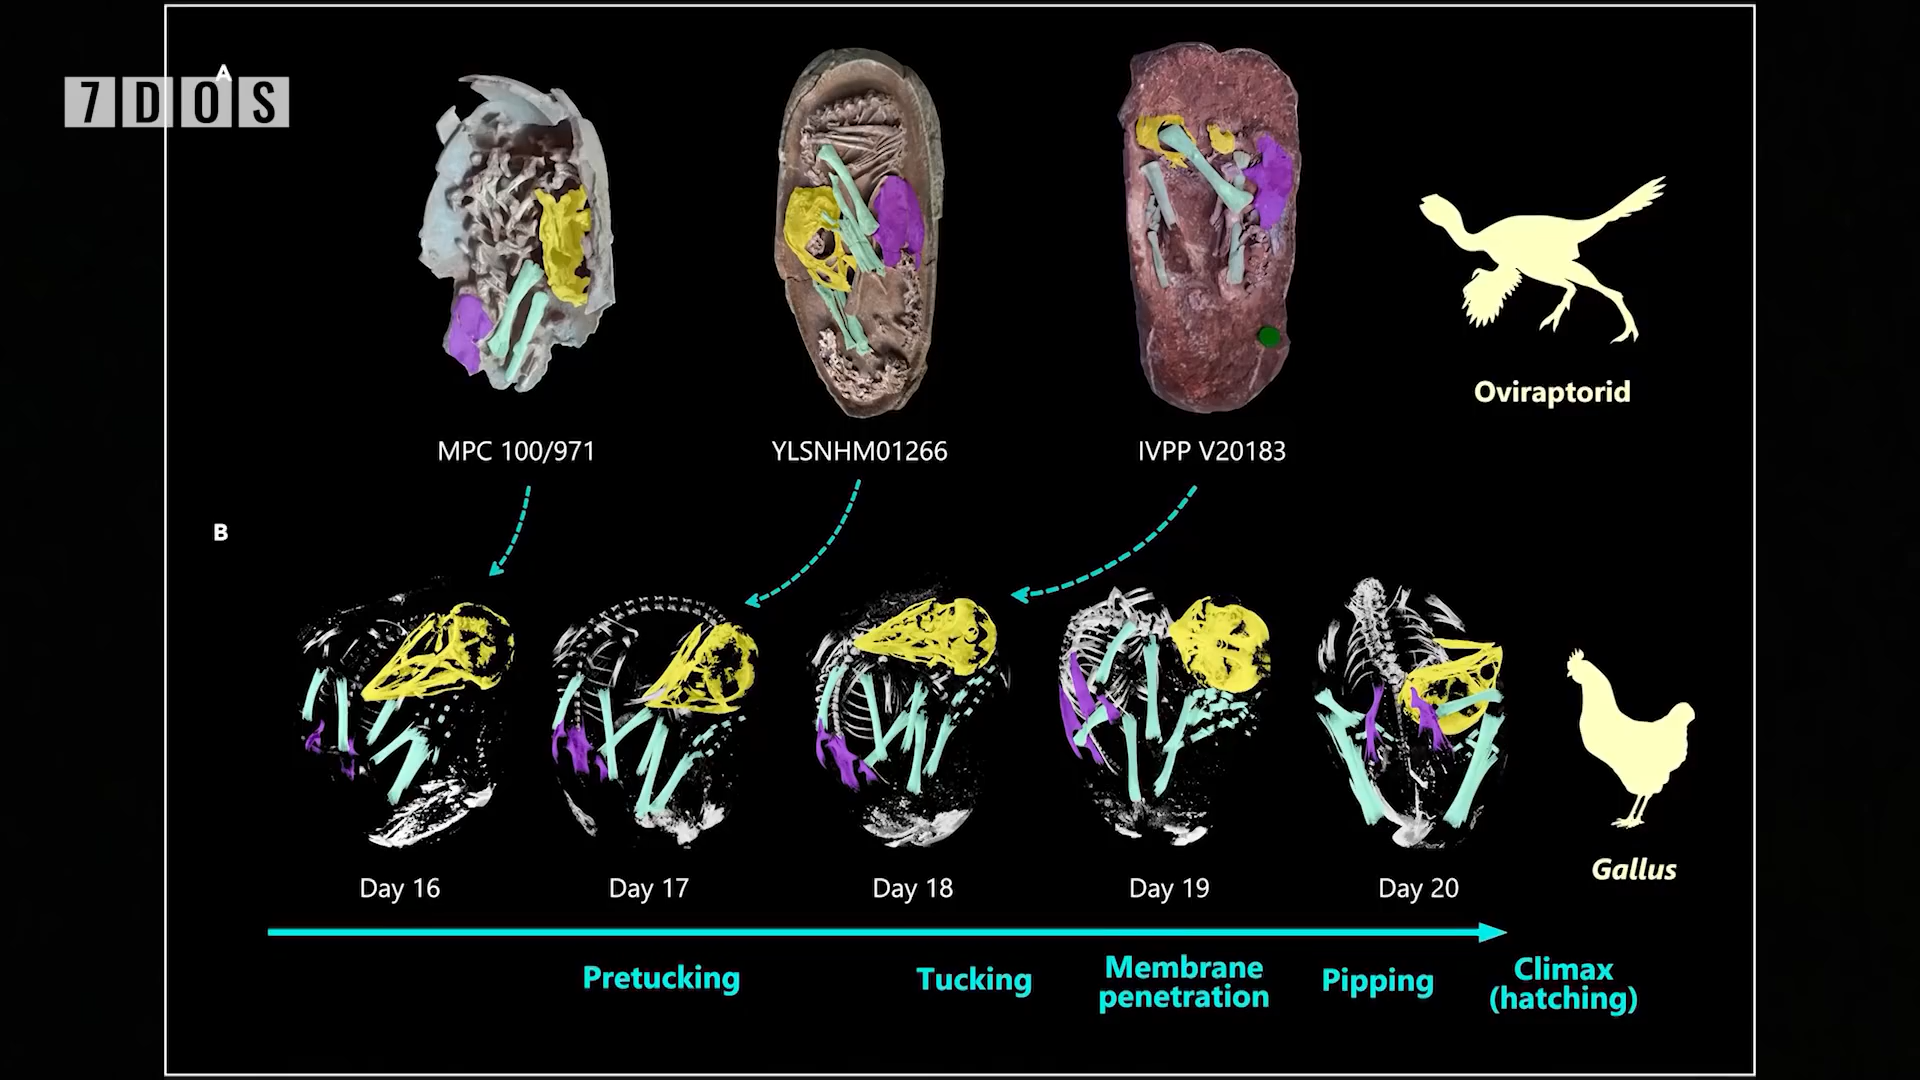 A
7DOS
Oviraptorid
MPC 100/971
YLSNHM01266
IVPP V20183
B
Day 16
Day 17
Day 18
Day 19
Day 20
Gallus
Pretucking
Tucking
Membrane
penetration
Pipping
Climax
(hatching)